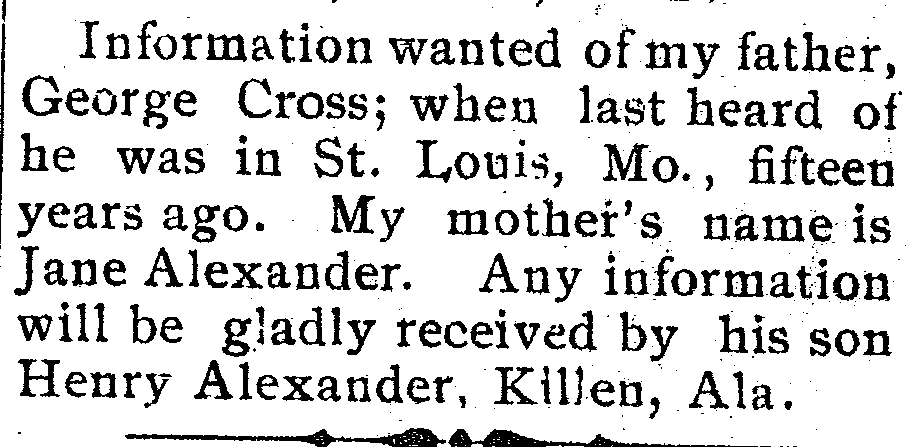 Information wanted of my father,
George Cross; when last heard of
he was in St. Louis, Mo., fifteen
years ago. My mother's name is
Jane Alexander. Any information
will be gladly received by his son
Henry Alexander, Killen, Ala.